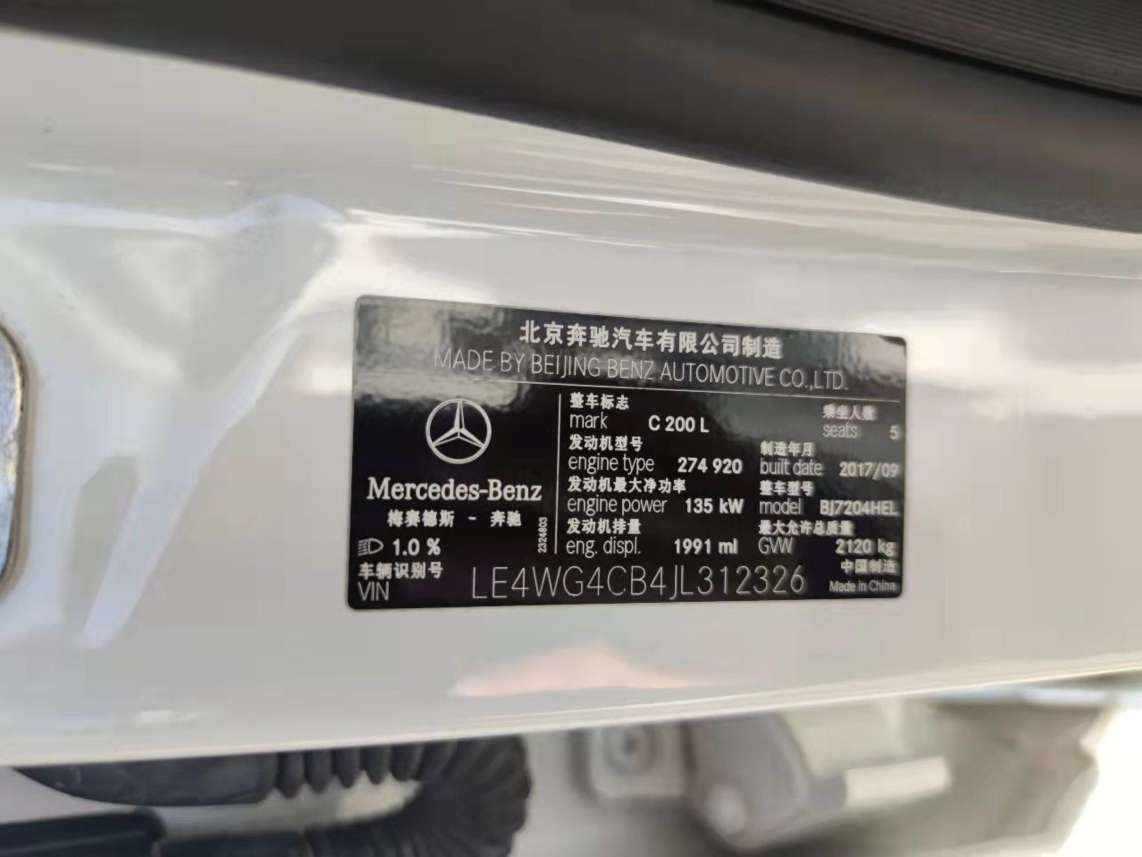 北京奔驰汽车有限公司制造
MADE BY BEIJING BENZ AUTOMOTIVE CO.,LTD.
Mercedes-Benz
梅赛德斯 - 奔驰
1.0 %
2324803
整车标志
mark C 200 L
乘坐人数
seats 5
发动机型号
engine type 274 920
制造年月
built date 2017/09
发动机最大净功率
engine power 135 kW
整车型号
model BJ7204HEL
发动机排量
eng. displ. 1991 ml
最大允许总质量
GVW 2120 kg
车辆识别号
VIN LE4WG4CB4JL312326
中国制造
Made in China